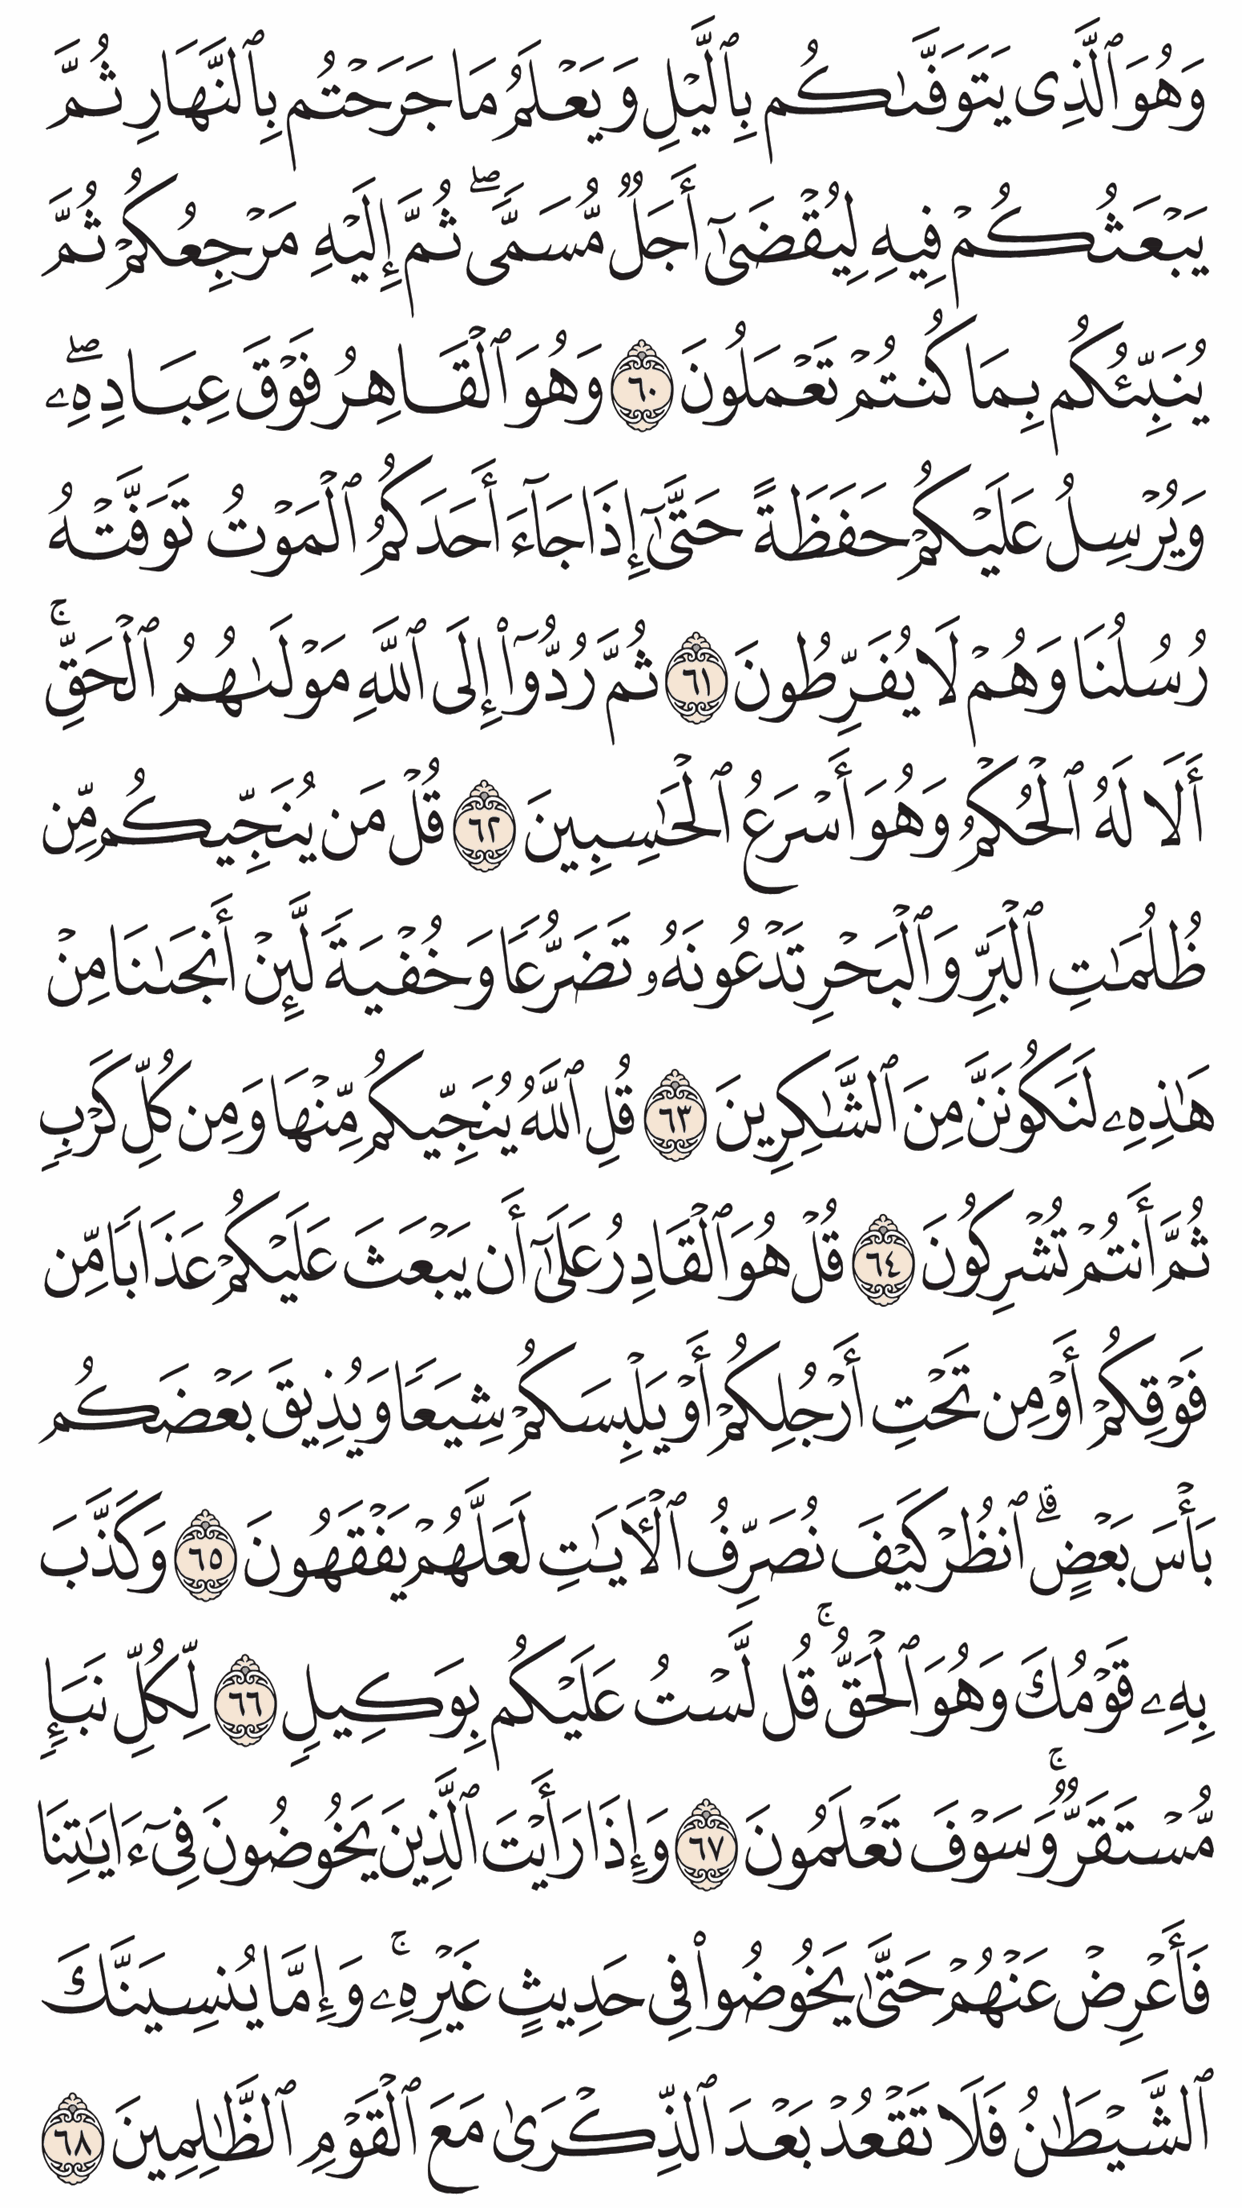 وَهُوَ ٱلَّذِى يَتَوَفَّىٰكُم بِٱلَّيْلِ وَيَعْلَمُ مَا جَرَحْتُم بِٱلنَّهَارِ ثُمَّ
يَبْعَثُكُمْ فِيهِ لِيُقْضَىٰٓ أَجَلٌ مُّسَمًّى ۖ ثُمَّ إِلَيْهِ مَرْجِعُكُمْ ثُمَّ
يُنَبِّئُكُم بِمَا كُنتُمْ تَعْمَلُونَ ٦٠ وَهُوَ ٱلْقَاهِرُ فَوْقَ عِبَادِهِۦ ۖ
وَيُرْسِلُ عَلَيْكُمْ حَفَظَةً حَتَّىٰٓ إِذَا جَآءَ أَحَدَكُمُ ٱلْمَوْتُ تَوَفَّتْهُ
رُسُلُنَا وَهُمْ لَا يُفَرِّطُونَ ٦١ ثُمَّ رُدُّوٓا۟ إِلَى ٱللَّهِ مَوْلَىٰهُمُ ٱلْحَقِّ ۚ
أَلَا لَهُ ٱلْحُكْمُ وَهُوَ أَسْرَعُ ٱلْحَٰسِبِينَ ٦٢ قُلْ مَن يُنَجِّيكُم مِّن
ظُلُمَٰتِ ٱلْبَرِّ وَٱلْبَحْرِ تَدْعُونَهُۥ تَضَرُّعًا وَخُفْيَةً لَّئِنْ أَنجَىٰنَا مِنْ
هَٰذِهِۦ لَنَكُونَنَّ مِنَ ٱلشَّٰكِرِينَ ٦٣ قُلِ ٱللَّهُ يُنَجِّيكُم مِّنْهَا وَمِن كُلِّ كَرْبٍ
ثُمَّ أَنتُمْ تُشْرِكُونَ ٦٤ قُلْ هُوَ ٱلْقَادِرُ عَلَىٰٓ أَن يَبْعَثَ عَلَيْكُمْ عَذَابًا مِّن
فَوْقِكُمْ أَوْ مِن تَحْتِ أَرْجُلِكُمْ أَوْ يَلْبِسَكُمْ شِيَعًا وَيُذِيقَ بَعْضَكُم
بَأْسَ بَعْضٍ ۗ ٱنظُرْ كَيْفَ نُصَرِّفُ ٱلْءَايَٰتِ لَعَلَّهُمْ يَفْقَهُونَ ٦٥ وَكَذَّبَ
بِهِۦ قَوْمُكَ وَهُوَ ٱلْحَقُّ ۚ قُل لَّسْتُ عَلَيْكُم بِوَكِيلٍ ٦٦ لِّكُلِّ نَبَإٍ
مُّسْتَقَرٌّ ۚ وَسَوْفَ تَعْلَمُونَ ٦٧ وَإِذَا رَأَيْتَ ٱلَّذِينَ يَخُوضُونَ فِىٓ ءَايَٰتِنَا
فَأَعْرِضْ عَنْهُمْ حَتَّىٰ يَخُوضُوا۟ فِى حَدِيثٍ غَيْرِهِۦ ۚ وَإِمَّا يُنسِيَنَّكَ
ٱلشَّيْطَٰنُ فَلَا تَقْعُدْ بَعْدَ ٱلذِّكْرَىٰ مَعَ ٱلْقَوْمِ ٱلظَّٰلِمِينَ ٦٨